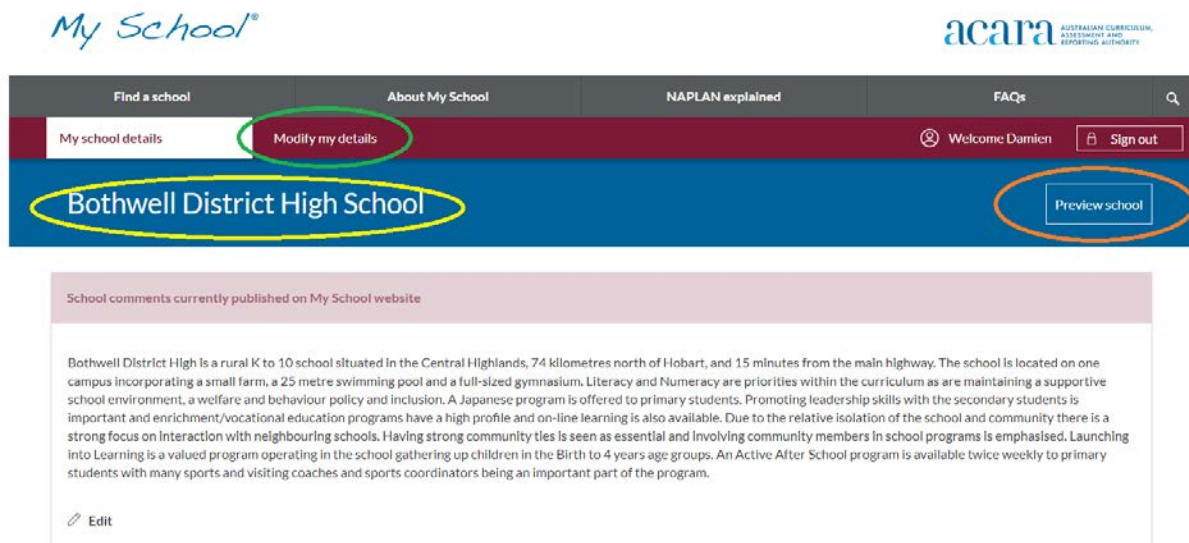 My School®
acara AUSTRALIAN CURRICULUM,
ASSESSMENT AND
REPORTING AUTHORITY
Find a school About My School NAPLAN explained FAQs
My school details Modify my details Welcome Damien Sign out
Bothwell District High School Preview school
School comments currently published on My School website
Bothwell District High is a rural K to 10 school situated in the Central Highlands, 74 kilometres north of Hobart, and 15 minutes from the main highway. The school is located on one
campus incorporating a small farm, a 25 metre swimming pool and a full-sized gymnasium. Literacy and Numeracy are priorities within the curriculum as are maintaining a supportive
school environment, a welfare and behaviour policy and inclusion. A Japanese program is offered to primary students. Promoting leadership skills with the secondary students is
important and enrichment/vocational education programs have a high profile and on-line learning is also available. Due to the relative isolation of the school and community there is a
strong focus on interaction with neighbouring schools. Having strong community ties is seen as essential and involving community members in school programs is emphasised. Launching
into Learning is a valued program operating in the school gathering up children in the Birth to 4 years age groups. An Active After School program is available twice weekly to primary
students with many sports and visiting coaches and sports coordinators being an important part of the program.
Edit